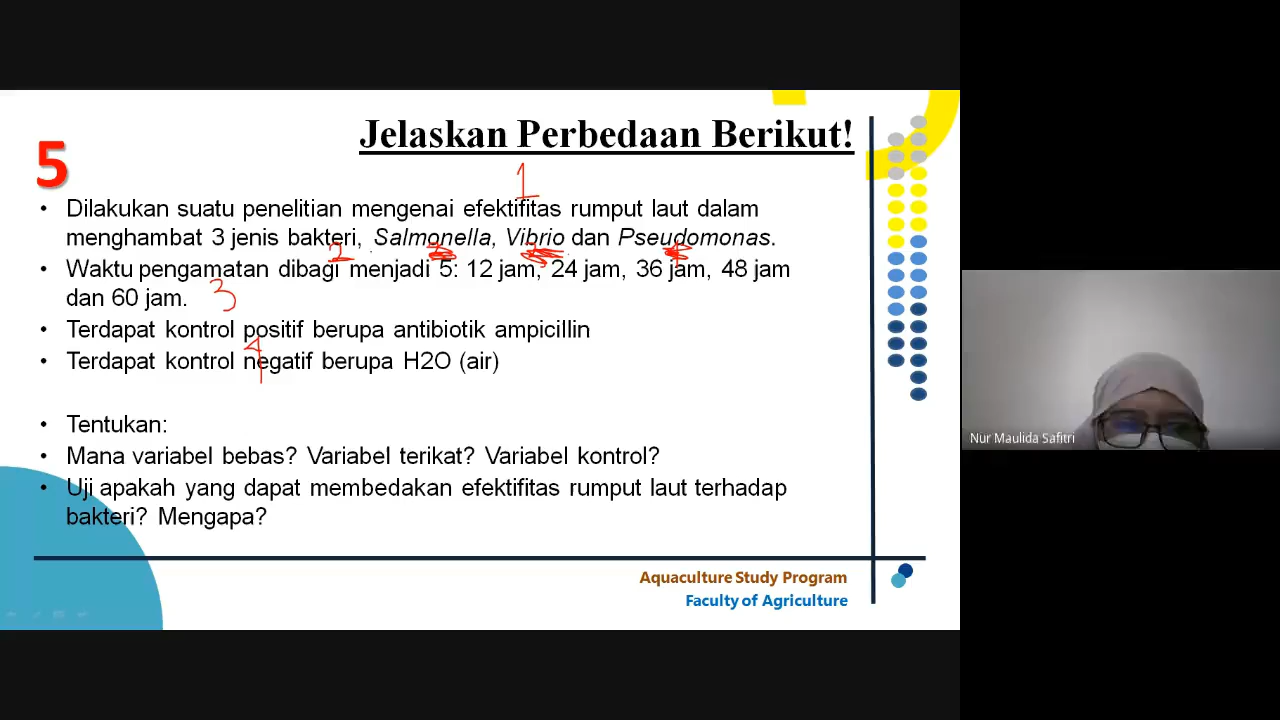 Jelaskan Perbedaan Berikut!
5
1
• Dilakukan suatu penelitian mengenai efektifitas rumput laut dalam
menghambat 3 jenis bakteri, Salmonella, Vibrio dan Pseudomonas.
2
• Waktu pengamatan dibagi menjadi 5: 12 jam, 24 jam, 36 jam, 48 jam
dan 60 jam.
3
• Terdapat kontrol positif berupa antibiotik ampicillin
4
• Terdapat kontrol negatif berupa H2O (air)
• Tentukan:
• Mana variabel bebas? Variabel terikat? Variabel kontrol?
• Uji apakah yang dapat membedakan efektifitas rumput laut terhadap
bakteri? Mengapa?
Aquaculture Study Program
Faculty of Agriculture
Nur Maulida Safitri